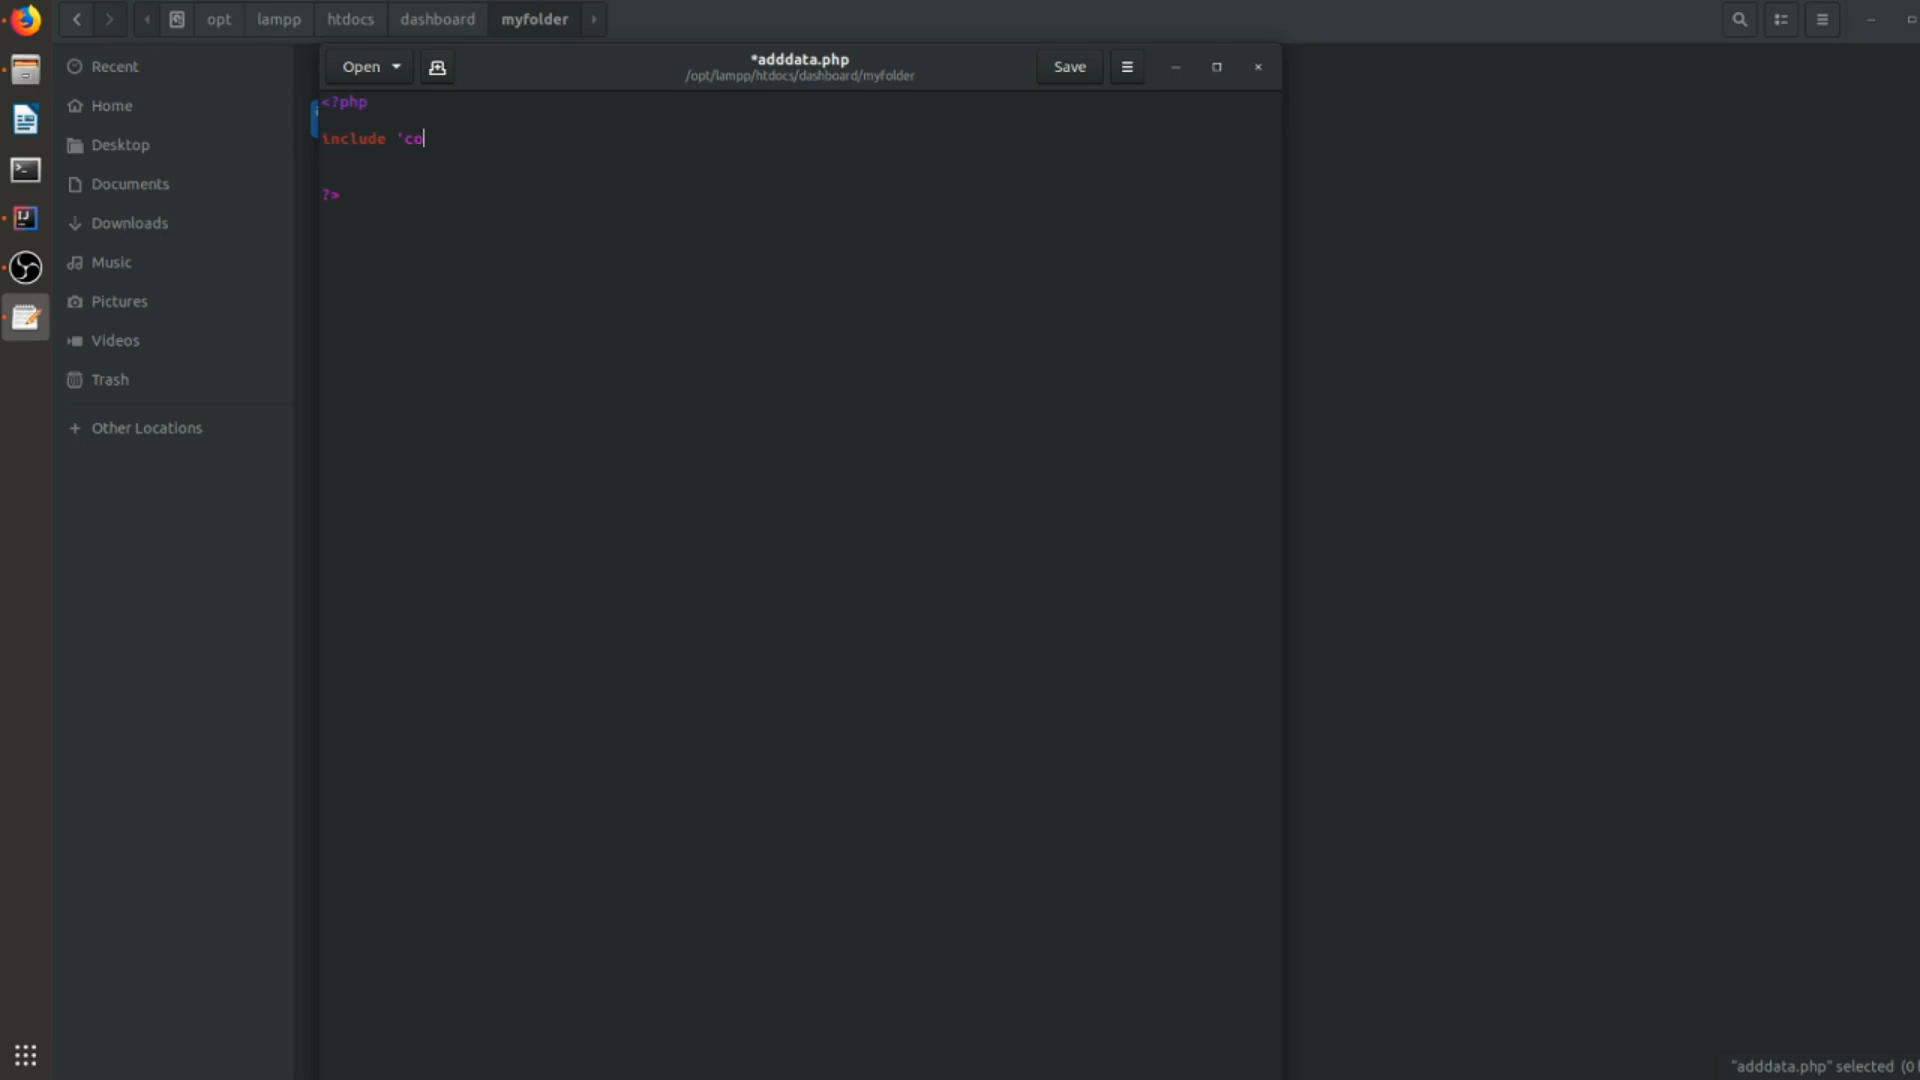 opt lampp htdocs dashboard myfolder
Recent
Home
Desktop
Documents
Downloads
Music
Pictures
Videos
Trash
+ Other Locations
Open
*adddata.php
/opt/lampp/htdocs/dashboard/myfolder
Save
<?php
include 'co
?>
"adddata.php" selected (0